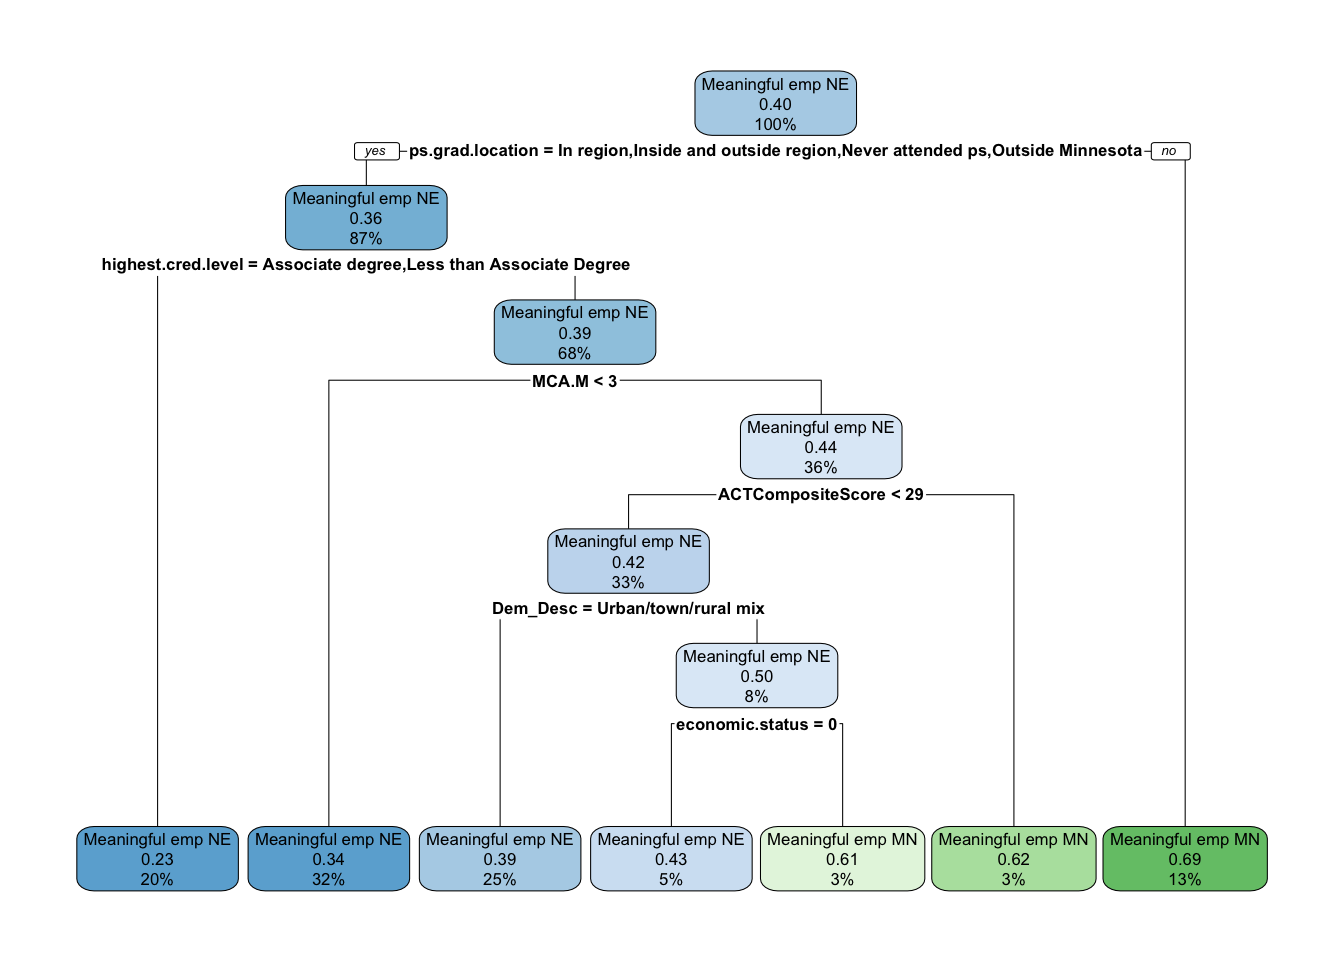 Meaningful emp NE
0.40
100%
yes
ps.grad.location = In region,Inside and outside region,Never attended ps,Outside Minnesota
no
Meaningful emp NE
0.36
87%
highest.cred.level = Associate degree,Less than Associate Degree
Meaningful emp NE
0.39
68%
MCA.M < 3
Meaningful emp NE
0.44
36%
ACTCompositeScore < 29
Meaningful emp NE
0.42
33%
Dem_Desc = Urban/town/rural mix
Meaningful emp NE
0.50
8%
economic.status = 0
Meaningful emp NE
0.23
20%
Meaningful emp NE
0.34
32%
Meaningful emp NE
0.39
25%
Meaningful emp NE
0.43
5%
Meaningful emp MN
0.61
3%
Meaningful emp MN
0.62
3%
Meaningful emp MN
0.69
13%